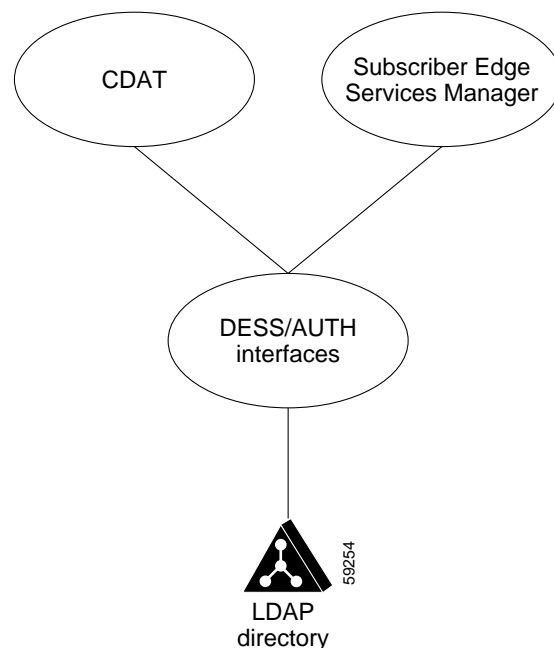 CDAT
Subscriber Edge
Services Manager
DESS/AUTH
interfaces
59254
LDAP
directory